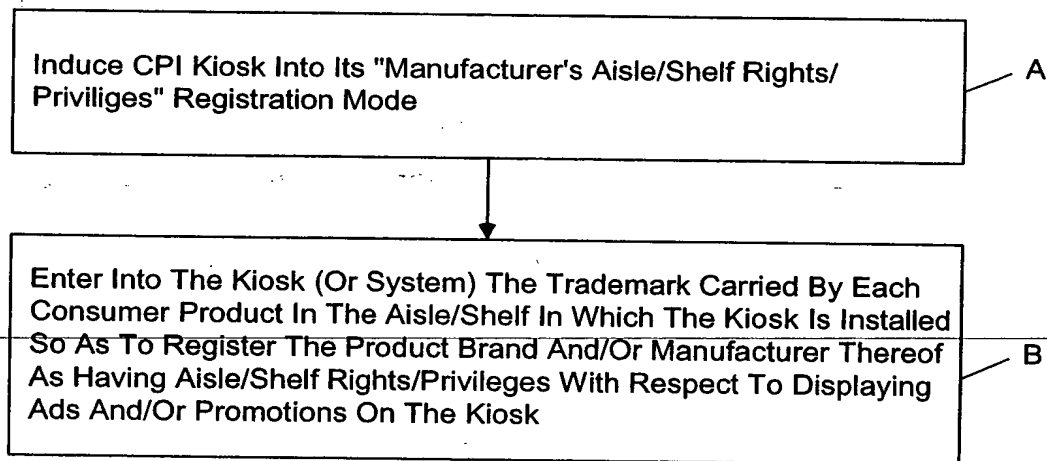 Induce CPI Kiosk Into Its "Manufacturer's Aisle/Shelf Rights/
Priviliges" Registration Mode
A
Enter Into The Kiosk (Or System) The Trademark Carried By Each
Consumer Product In The Aisle/Shelf In Which The Kiosk Is Installed
So As To Register The Product Brand And/Or Manufacturer Thereof
As Having Aisle/Shelf Rights/Privileges With Respect To Displaying
Ads And/Or Promotions On The Kiosk
B